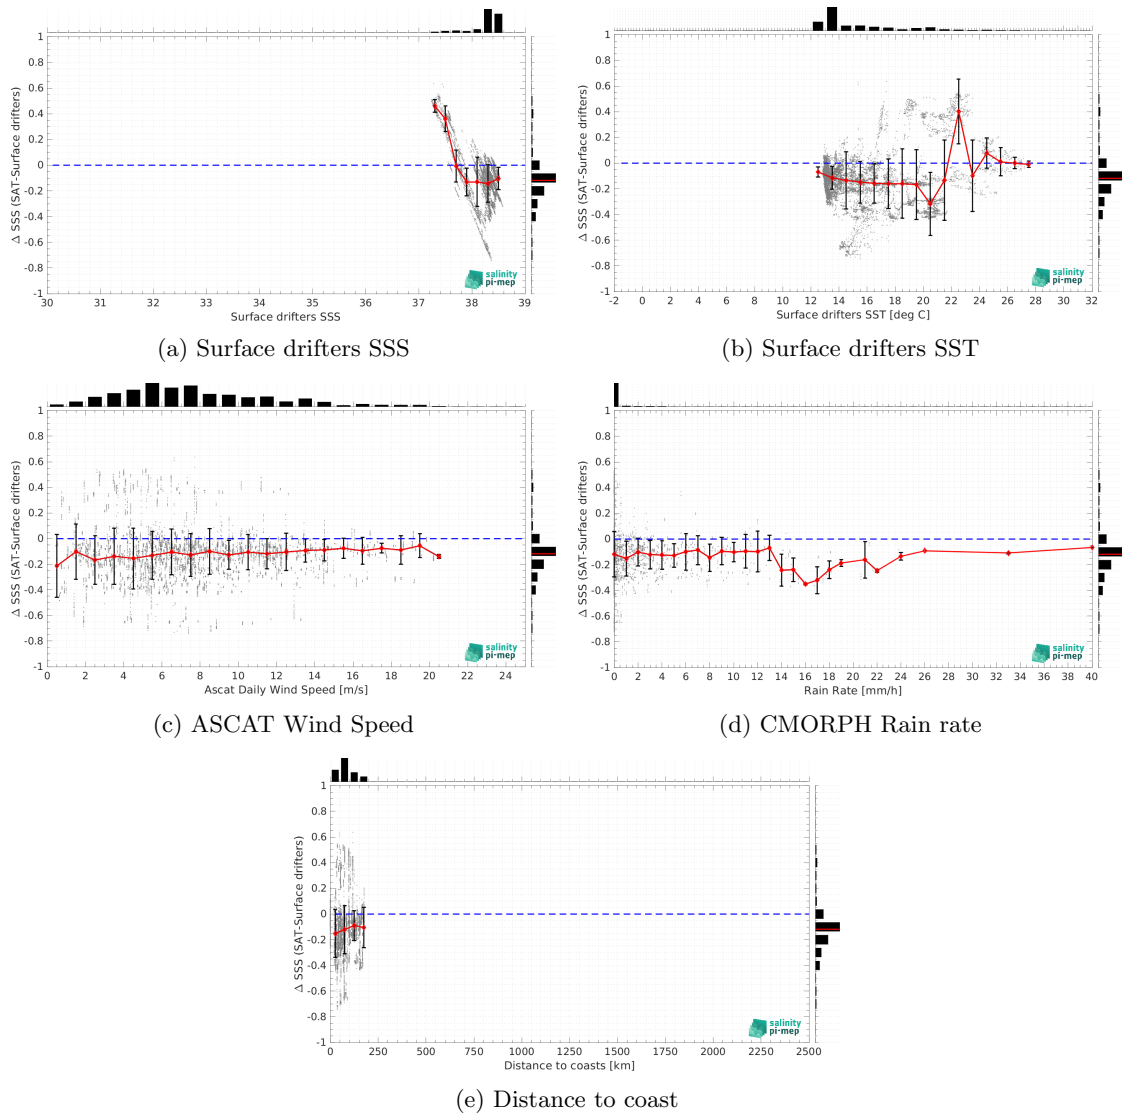 1
0.8
0.6
0.4
0.2
0
-0.2
-0.4
-0.6
-0.8
-1
Δ SSS (SAT-Surface drifters)
30 31 32 33 34 35 36 37 38 39
Surface drifters SSS
salinity
pi-mep
(a) Surface drifters SSS
1
0.8
0.6
0.4
0.2
0
-0.2
-0.4
-0.6
-0.8
-1
Δ SSS (SAT-Surface drifters)
-2 0 2 4 6 8 10 12 14 16 18 20 22 24 26 28 30 32
Surface drifters SST [deg C]
salinity
pi-mep
(b) Surface drifters SST
1
0.8
0.6
0.4
0.2
0
-0.2
-0.4
-0.6
-0.8
-1
Δ SSS (SAT-Surface drifters)
0 2 4 6 8 10 12 14 16 18 20 22 24
Ascat Daily Wind Speed [m/s]
salinity
pi-mep
(c) ASCAT Wind Speed
1
0.8
0.6
0.4
0.2
0
-0.2
-0.4
-0.6
-0.8
-1
Δ SSS (SAT-Surface drifters)
0 2 4 6 8 10 12 14 16 18 20 22 24 26 28 30 32 34 36 38 40
Rain Rate [mm/h]
salinity
pi-mep
(d) CMORPH Rain rate
1
0.8
0.6
0.4
0.2
0
-0.2
-0.4
-0.6
-0.8
-1
Δ SSS (SAT-Surface drifters)
0 250 500 750 1000 1250 1500 1750 2000 2250 2500
Distance to coasts [km]
salinity
pi-mep
(e) Distance to coast